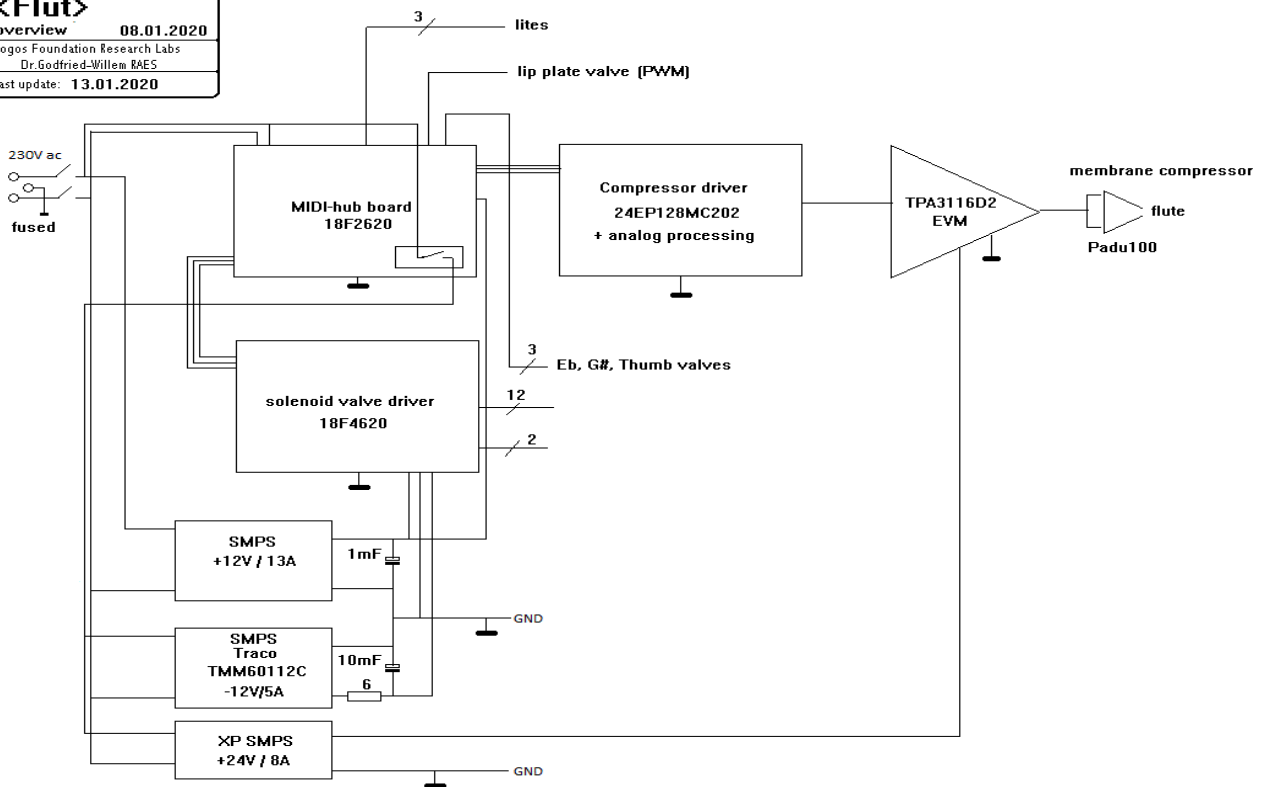 <Flut>
overview 08.01.2020
ogos Foundation Research Labs
Dr.Godfried-Willem RAES
ast update: 13.01.2020
3
lites
lip plate valve (PWM)
230V ac
fused
MIDI-hub board
18F2620
Compressor driver
24EP128MC202
+ analog processing
TPA3116D2
EVM
membrane compressor
flute
Padu100
3
Eb, G#, Thumb valves
solenoid valve driver
18F4620
12
2
SMPS
+12V / 13A
1mF
GND
SMPS
Traco
TMM60112C
-12V/5A
10mF
6
XP SMPS
+24V / 8A
GND